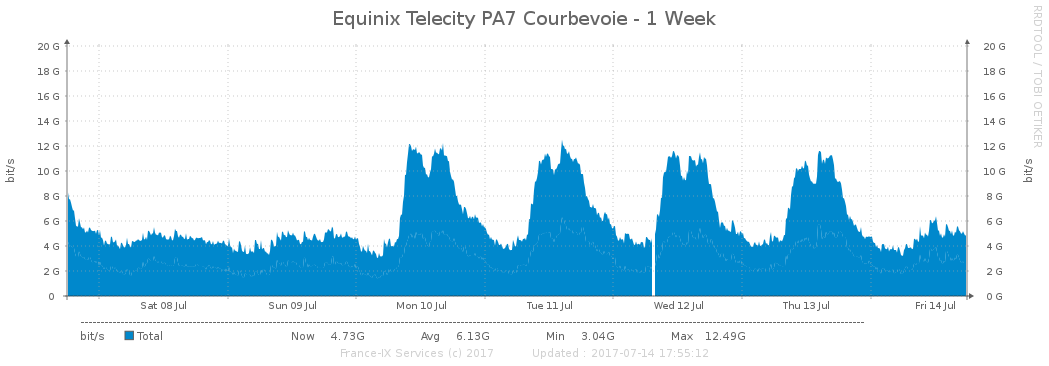 Equinix Telecity PA7 Courbevoie - 1 Week
RRDTOOL / TOBI OETIKER
bit/s
20 G
18 G
16 G
14 G
12 G
10 G
8 G
6 G
4 G
2 G
0
20 G
18 G
16 G
14 G
12 G
10 G
8 G
6 G
4 G
2 G
0 G
bit/s
Sat 08 Jul Sun 09 Jul Mon 10 Jul Tue 11 Jul Wed 12 Jul Thu 13 Jul Fri 14 Jul
bit/s Total Now 4.73G Avg 6.13G Min 3.04G Max 12.49G
France-IX Services (c) 2017 Updated : 2017-07-14 17:55:12